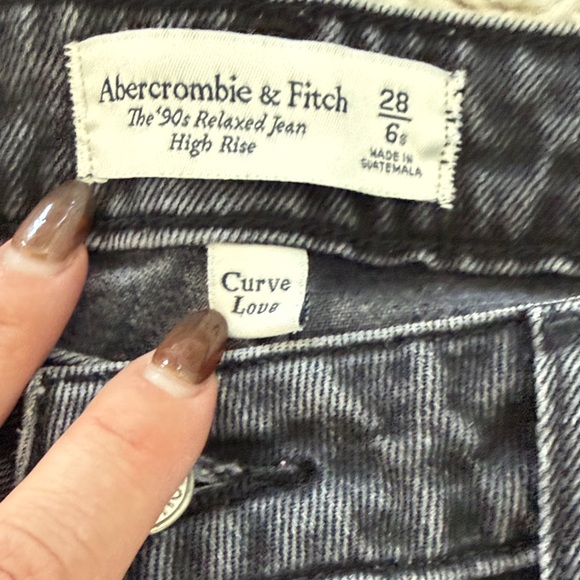 Abercrombie & Fitch
The '90s Relaxed Jean
High Rise
28
6s
MADE IN
GUATEMALA
Curve
Love